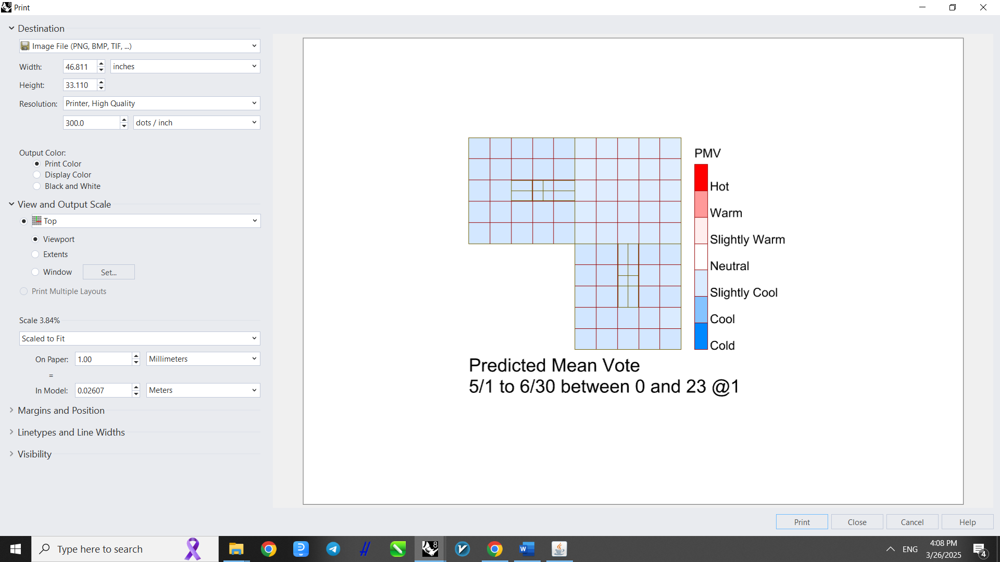 Print
Destination
Image File (PNG, BMP, TIF, ...)
Width: 46.811 inches
Height: 33.110
Resolution: Printer, High Quality
300.0 dots / inch
Output Color:
Print Color
Display Color
Black and White
View and Output Scale
Top
Viewport
Extents
Window Set...
Print Multiple Layouts
Scale 3.84%
Scaled to Fit
On Paper: 1.00 Millimeters
=
In Model: 0.02607 Meters
Margins and Position
Linetypes and Line Widths
Visibility
PMV
Hot
Warm
Slightly Warm
Neutral
Slightly Cool
Cool
Cold
Predicted Mean Vote
5/1 to 6/30 between 0 and 23 @1
Print Close Cancel Help
Type here to search
8
W
ENG
4:08 PM
3/26/2025
4